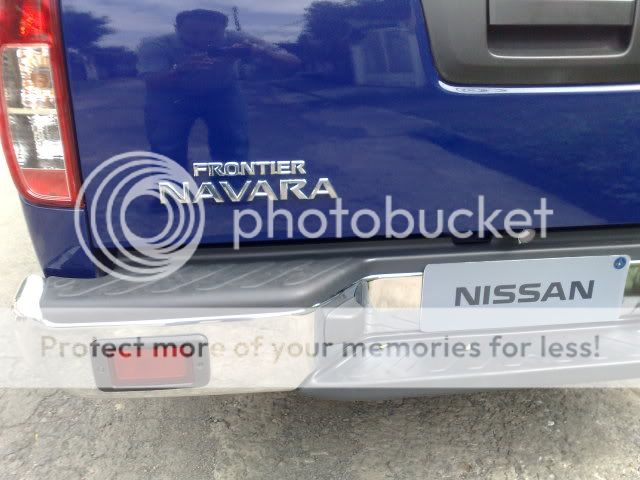 FRONTIER
NAVARA
photobucket
NISSAN
Protect more of your memories for less!